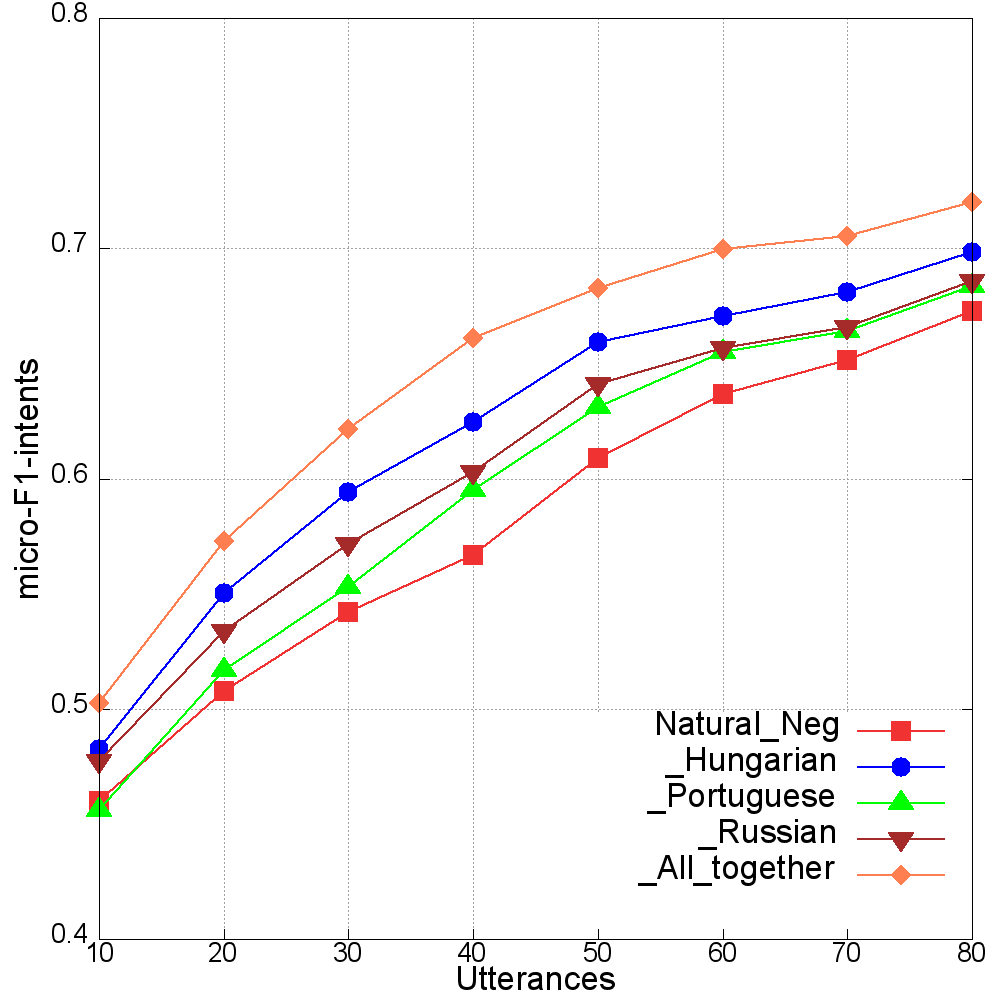 0.8
0.7
0.6
0.5
0.4
micro-F1-intents
Natural_Neg
_Hungarian
_Portuguese
_Russian
_All_together
10 20 30 40 50 60 70 80
Utterances